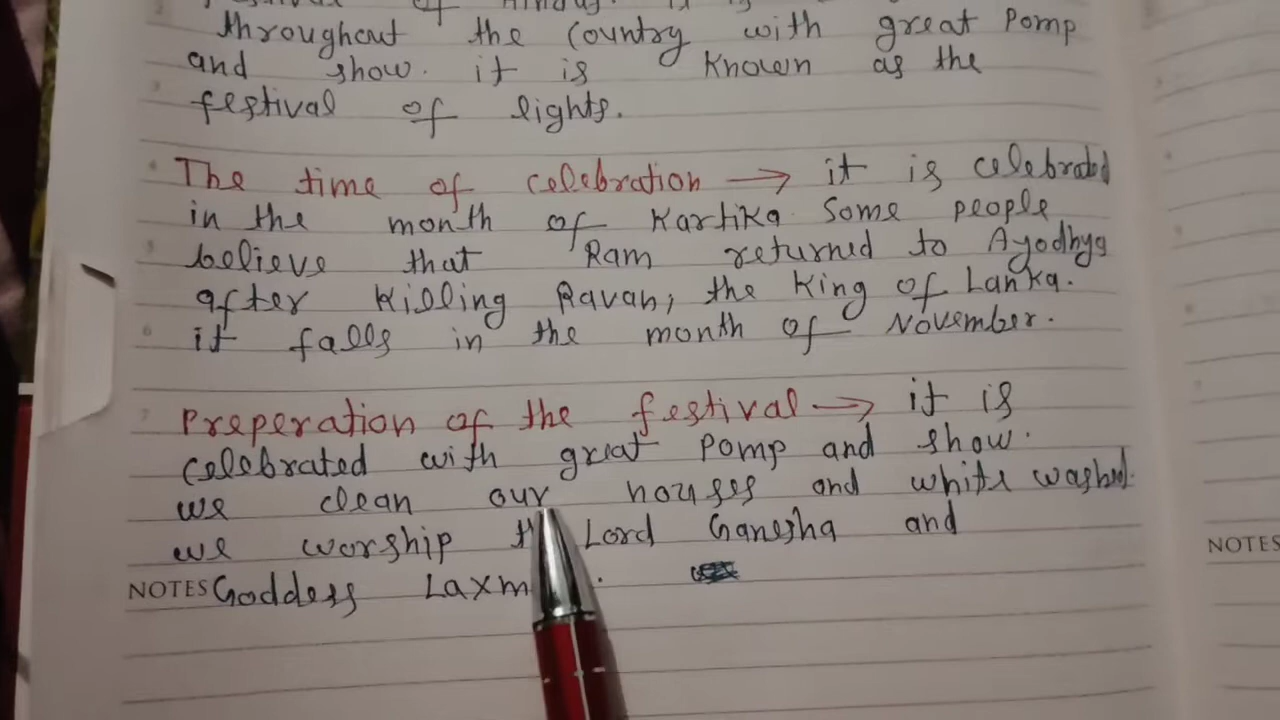 throughout the Country with great Pomp
and show. it is known as the
festival of lights.
The time of celebration → it is celebrated
in the month of Kartika. Some people
believe that Ram returned to Ayodhya
after killing Ravan, the King of Lanka.
it falls in the month of November.
Preperation of the festival → it is
celebrated with great Pomp and show.
we clean our houses and white washed.
we worship Lord Ganesha and
NOTES Goddess
NOTES